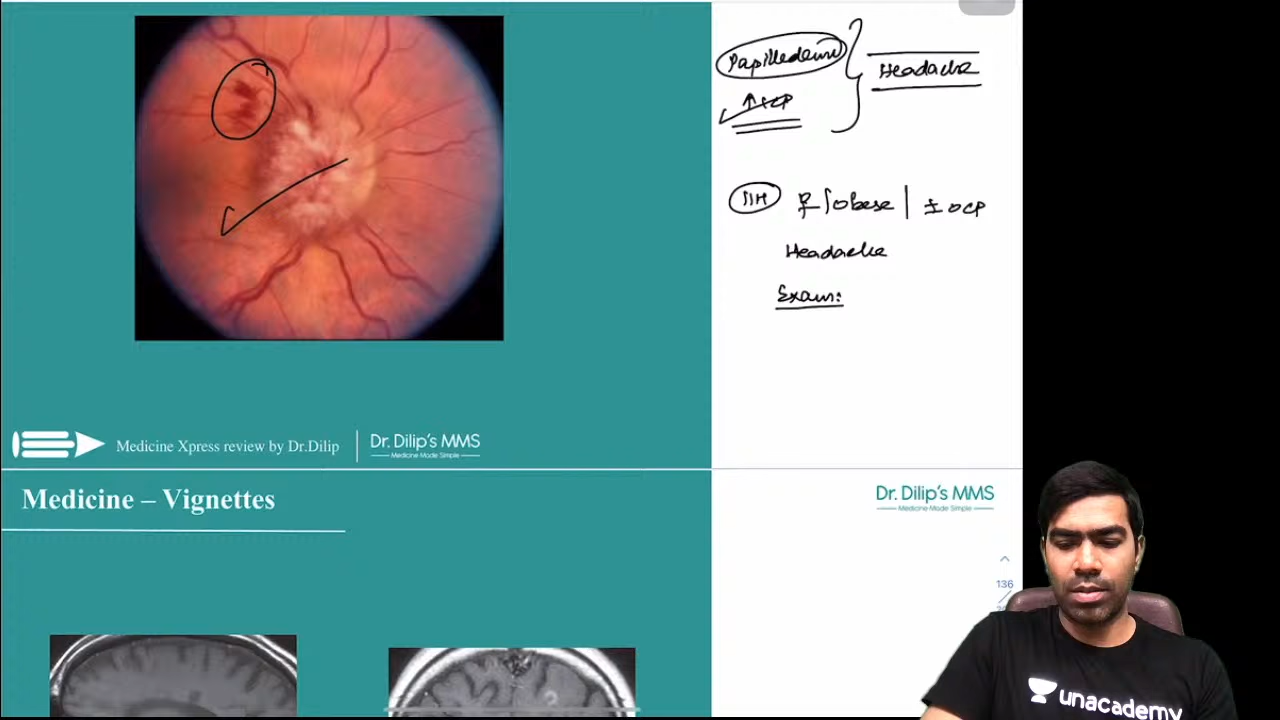 Papilledema
↑ICP
Headache
IIH ♀ / obese | ± OCP
Headache
Exam:
Medicine Xpress review by Dr.Dilip
Dr. Dilip's MMS
Medicine Made Simple
Medicine – Vignettes
Dr. Dilip's MMS
Medicine Made Simple
136
unacademy